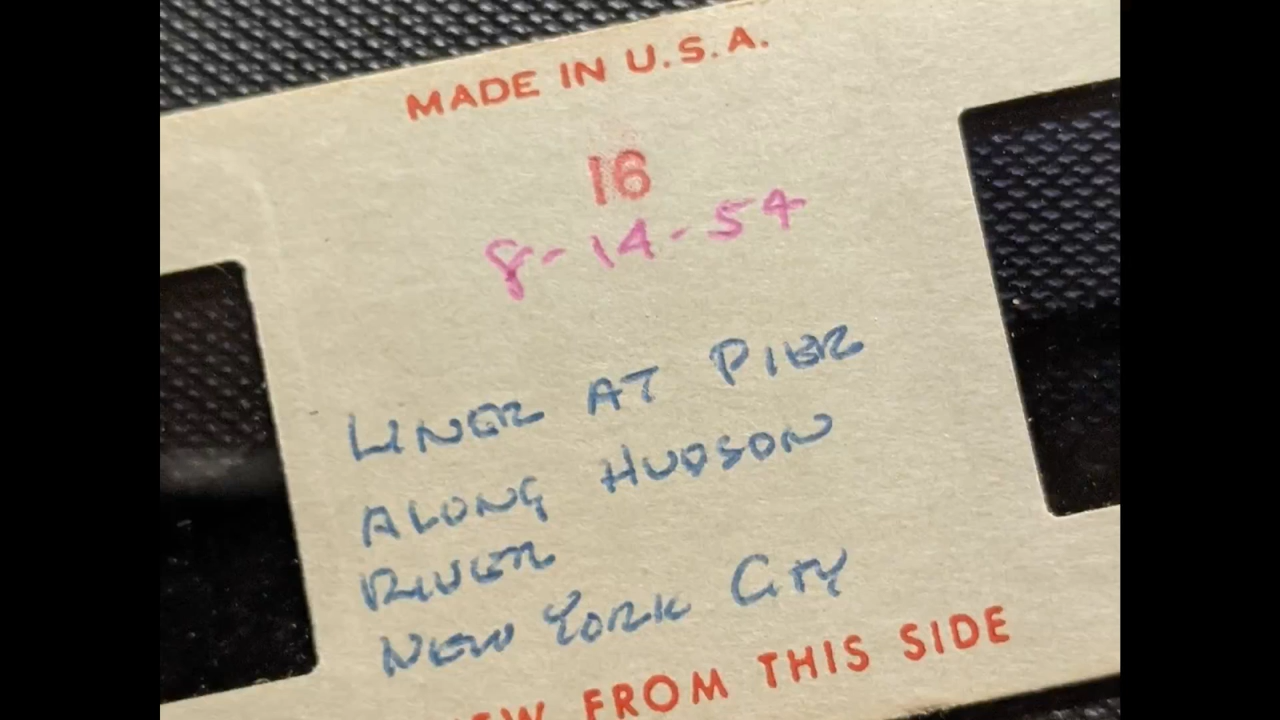 MADE IN U.S.A.
16
8-14-54
LINER AT PIER
ALONG HUDSON
RIVER
NEW YORK CITY
FROM THIS SIDE